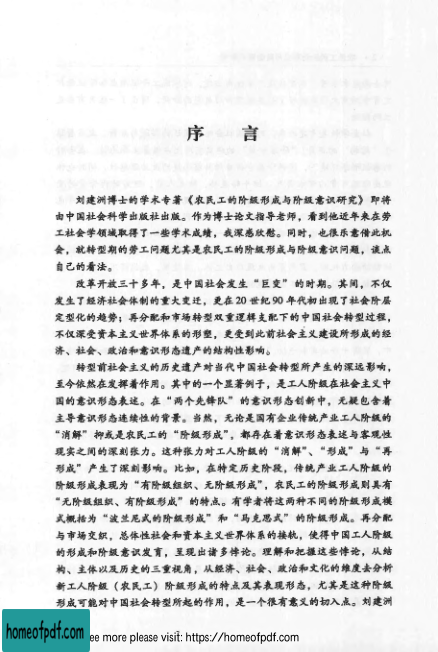 序 言
刘建洲博士的学术专著《农民工的阶级形成与阶级意识研究》即将
由中国社会科学出版社出版。作为博士论文指导老师，看到他近年来在劳
工社会学领域取得了一些学术成绩，我深感欣慰。同时，也很乐意借此机
会，就转型期的劳工问题尤其是农民工的阶级形成与阶级意识问题，谈点
自己的看法。
改革开放三十多年，是中国社会发生“巨变”的时期。其间，不仅
发生了经济社会体制的重大变迁，更在20世纪90年代初出现了社会阶层
定型化的趋势；再分配和市场转型双重逻辑支配下的中国社会转型过程，
不仅深受资本主义世界体系的形塑，更受到此前社会主义建设所形成的经
济、社会、政治和意识形态遗产的结构性影响。
转型前社会主义的历史遗产对当代中国社会转型所产生的深远影响，
至今依然在发挥着作用。其中的一个显著例子，是工人阶级在社会主义中
国的意识形态表述。在“两个先锋队”的意识形态创新中，无疑包含着
主导意识形态连续性的背景。当然，无论是国有企业传统产业工人阶级的
“消解”抑或是农民工的“阶级形成”，都存在着意识形态表述与客观性
现实之间的深刻张力。这种张力对工人阶级的“消解”、“形成”与“再
形成”产生了深刻影响。比如，在特定历史阶段，传统产业工人阶级的
阶级形成表现为“有阶级组织、无阶级形成”，农民工的阶级形成则具有
“无阶级组织、有阶级形成”的特点。有学者将这两种不同的阶级形成模
式概括为“波兰尼式的阶级形成”和“马克思式”的阶级形成。再分配
与市场交织，总体性社会和资本主义世界体系的接轨，使得中国工人阶级
的形成和阶级意识发育，呈现出诸多悖论。理解和把握这些悖论，从结
构、主体以及历史的三重视角，从经济、社会、政治和文化的维度去分析
新工人阶级（农民工）阶级形成的特点及其表现形态，尤其是这种阶级
形成可能对中国社会转型所起的作用，是一个很有意义的切入点。刘建洲
homeofpdf.com
ee more please visit: https://homeofpdf.com